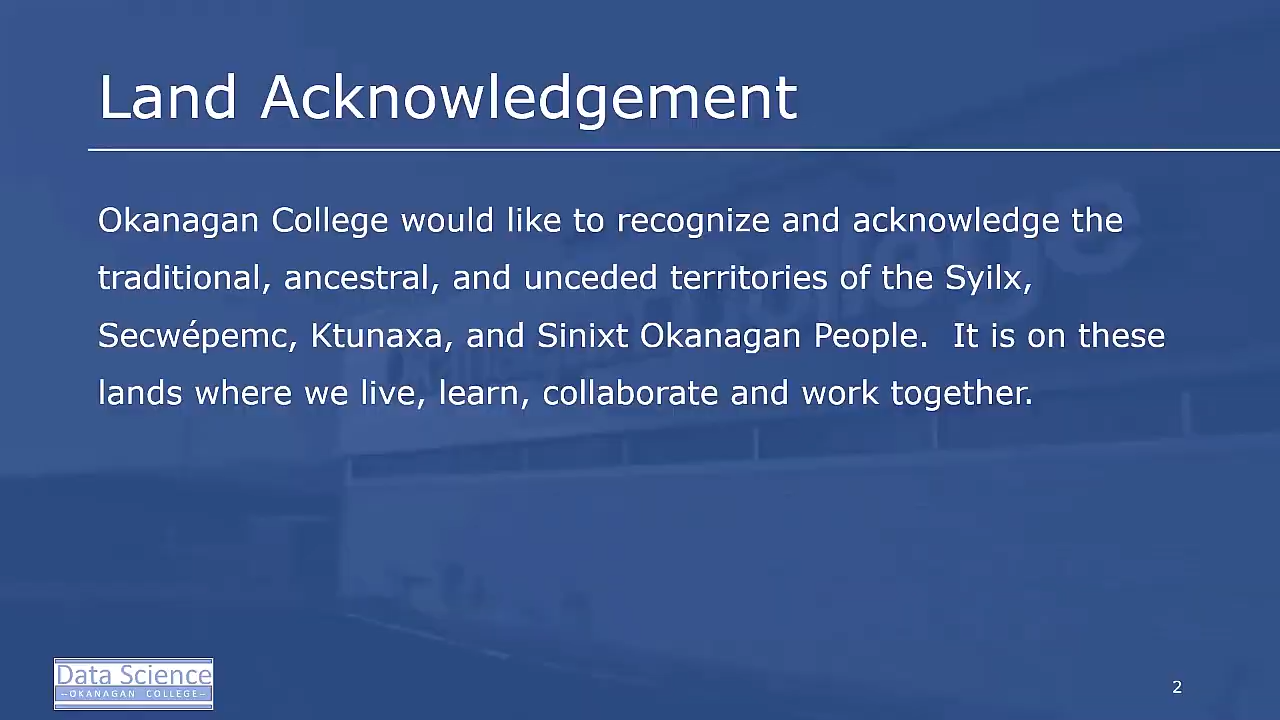 Land Acknowledgement
Okanagan College would like to recognize and acknowledge the
traditional, ancestral, and unceded territories of the Syilx,
Secwépemc, Ktunaxa, and Sinixt Okanagan People.  It is on these
lands where we live, learn, collaborate and work together.
Data Science
–OKANAGAN COLLEGE–
2